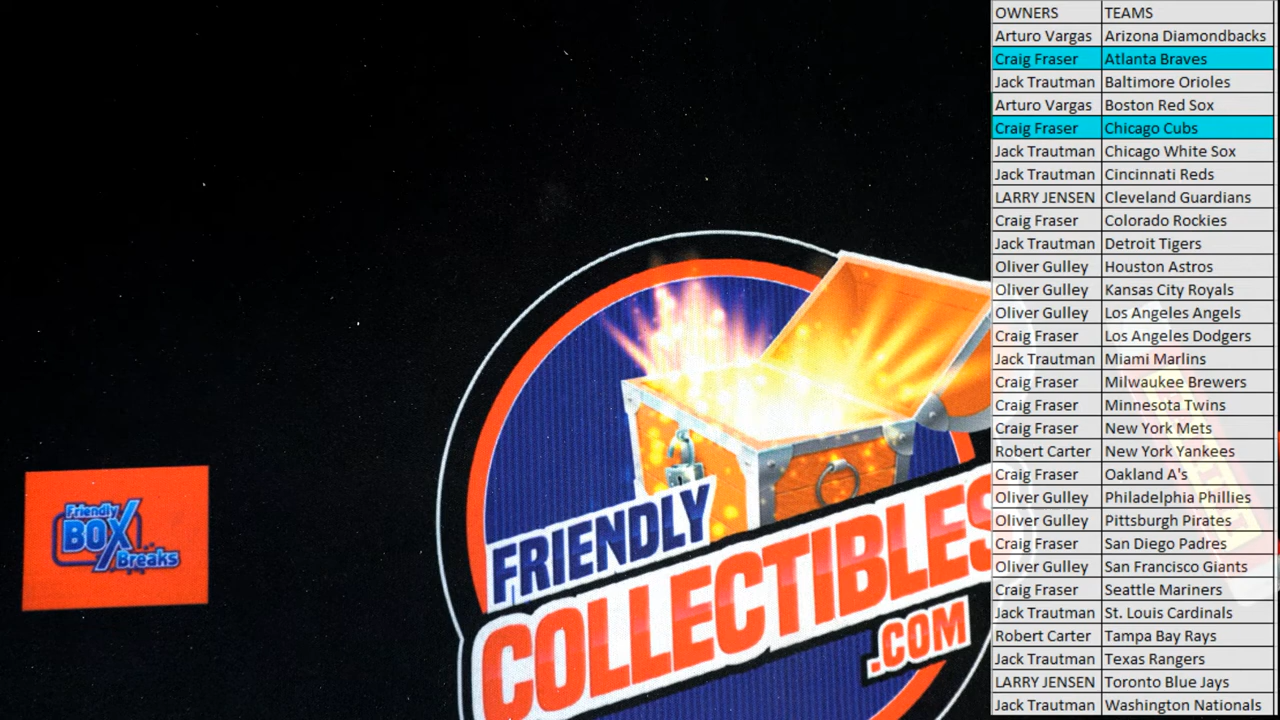 OWNERS TEAMS
Arturo Vargas Arizona Diamondbacks
Craig Fraser Atlanta Braves
Jack Trautman Baltimore Orioles
Arturo Vargas Boston Red Sox
Craig Fraser Chicago Cubs
Jack Trautman Chicago White Sox
Jack Trautman Cincinnati Reds
LARRY JENSEN Cleveland Guardians
Craig Fraser Colorado Rockies
Jack Trautman Detroit Tigers
Oliver Gulley Houston Astros
Oliver Gulley Kansas City Royals
Oliver Gulley Los Angeles Angels
Craig Fraser Los Angeles Dodgers
Jack Trautman Miami Marlins
Craig Fraser Milwaukee Brewers
Craig Fraser Minnesota Twins
Craig Fraser New York Mets
Robert Carter New York Yankees
Craig Fraser Oakland A's
Oliver Gulley Philadelphia Phillies
Oliver Gulley Pittsburgh Pirates
Craig Fraser San Diego Padres
Oliver Gulley San Francisco Giants
Craig Fraser Seattle Mariners
Jack Trautman St. Louis Cardinals
Robert Carter Tampa Bay Rays
Jack Trautman Texas Rangers
LARRY JENSEN Toronto Blue Jays
Jack Trautman Washington Nationals
Friendly
BOX
Breaks
FRIENDLY
COLLECTIBLES
.COM